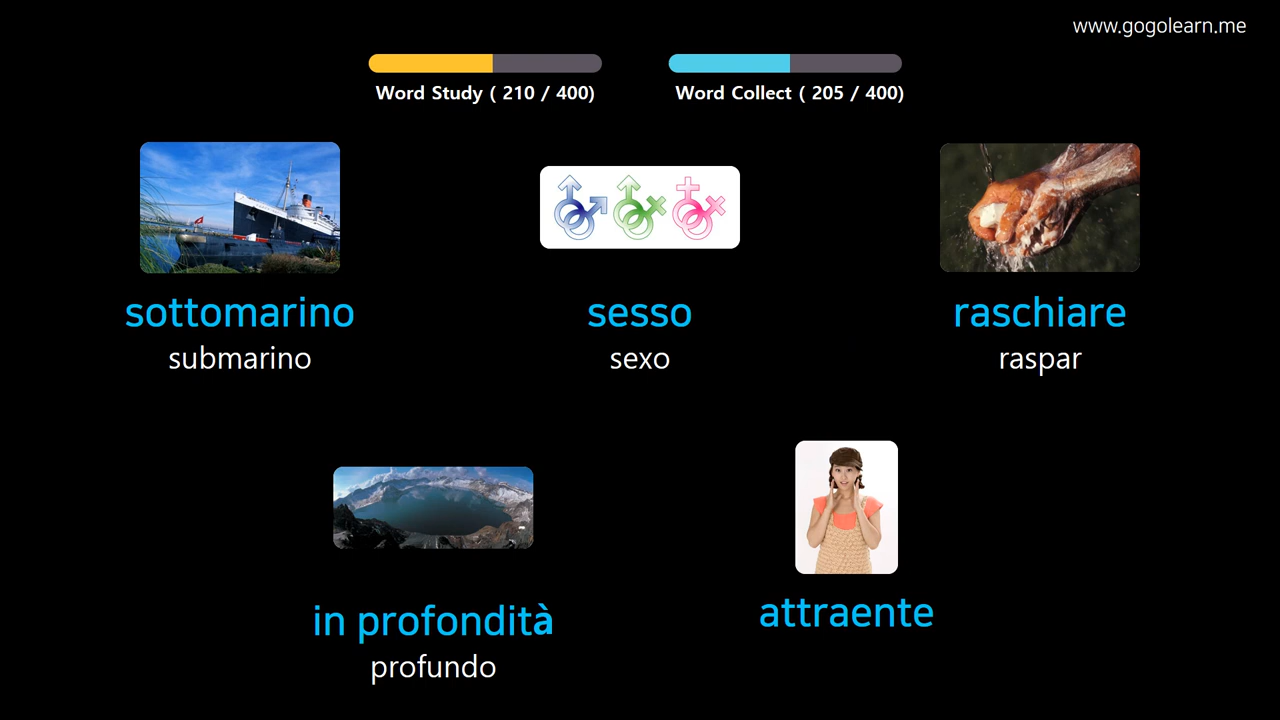 www.gogolearn.me
Word Study ( 210 / 400)
Word Collect ( 205 / 400)
sottomarino
submarino
sesso
sexo
raschiare
raspar
in profondità
profundo
attraente